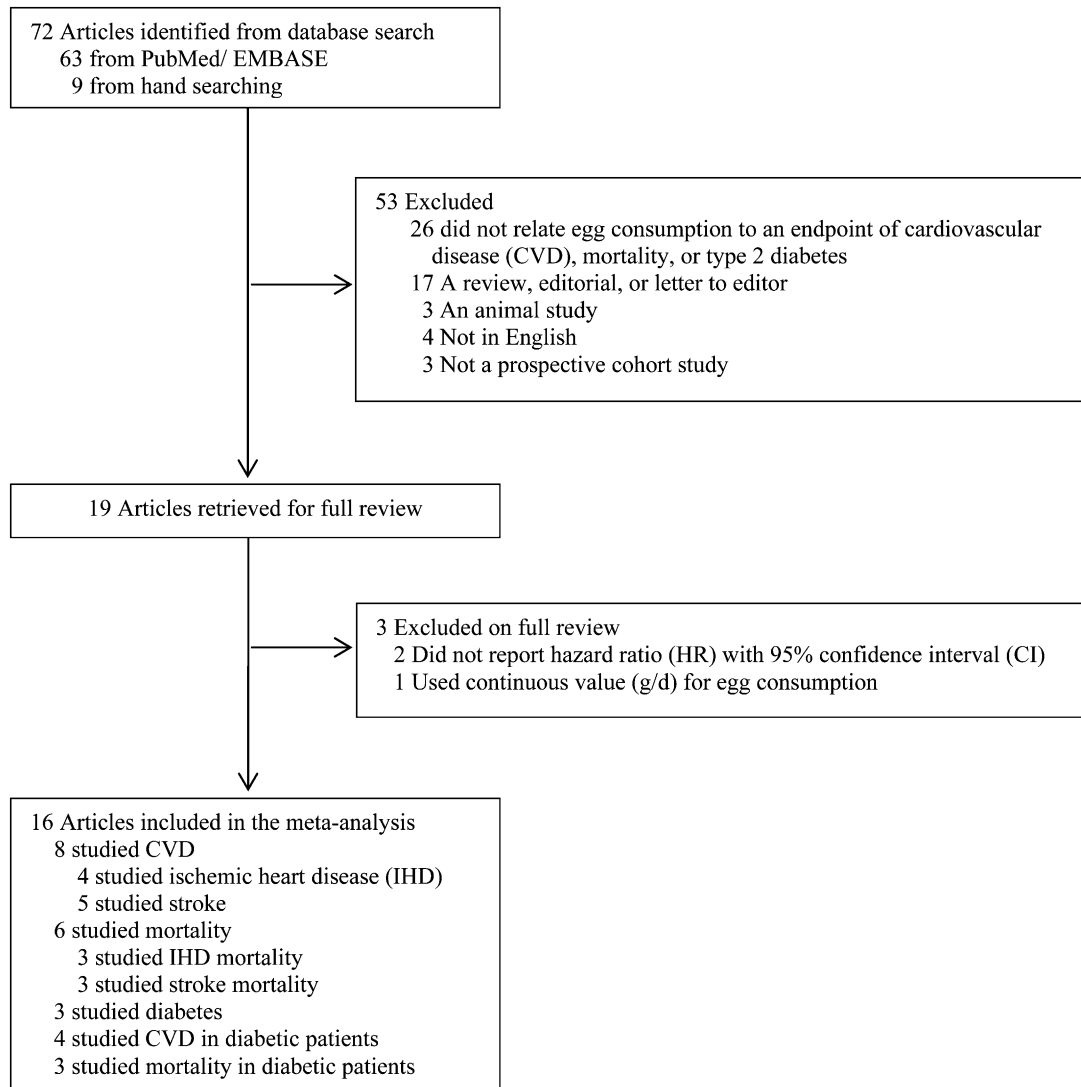 72 Articles identified from database search
63 from PubMed/ EMBASE
9 from hand searching
53 Excluded
26 did not relate egg consumption to an endpoint of cardiovascular
disease (CVD), mortality, or type 2 diabetes
17 A review, editorial, or letter to editor
3 An animal study
4 Not in English
3 Not a prospective cohort study
19 Articles retrieved for full review
3 Excluded on full review
2 Did not report hazard ratio (HR) with 95% confidence interval (CI)
1 Used continuous value (g/d) for egg consumption
16 Articles included in the meta-analysis
8 studied CVD
4 studied ischemic heart disease (IHD)
5 studied stroke
6 studied mortality
3 studied IHD mortality
3 studied stroke mortality
3 studied diabetes
4 studied CVD in diabetic patients
3 studied mortality in diabetic patients